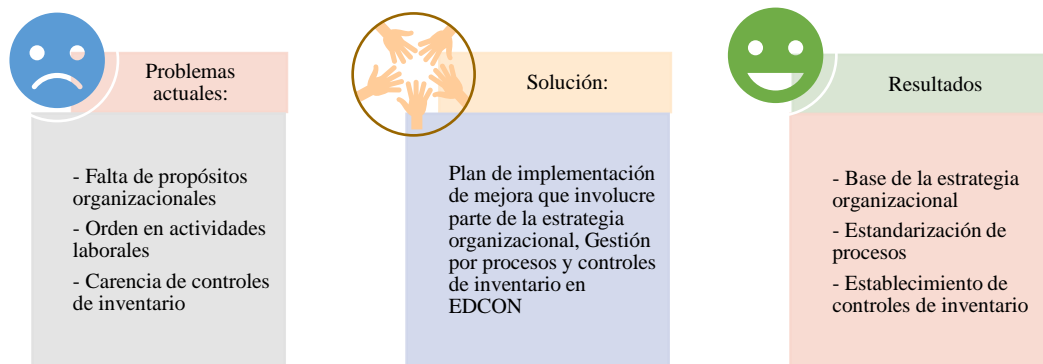 Problemas
actuales:
- Falta de propósitos
organizacionales
- Orden en actividades
laborales
- Carencia de controles
de inventario
Solución:
Plan de implementación
de mejora que involucre
parte de la estrategia
organizacional, Gestión
por procesos y controles
de inventario en
EDCON
Resultados
- Base de la estrategia
organizacional
- Estandarización de
procesos
- Establecimiento de
controles de inventario